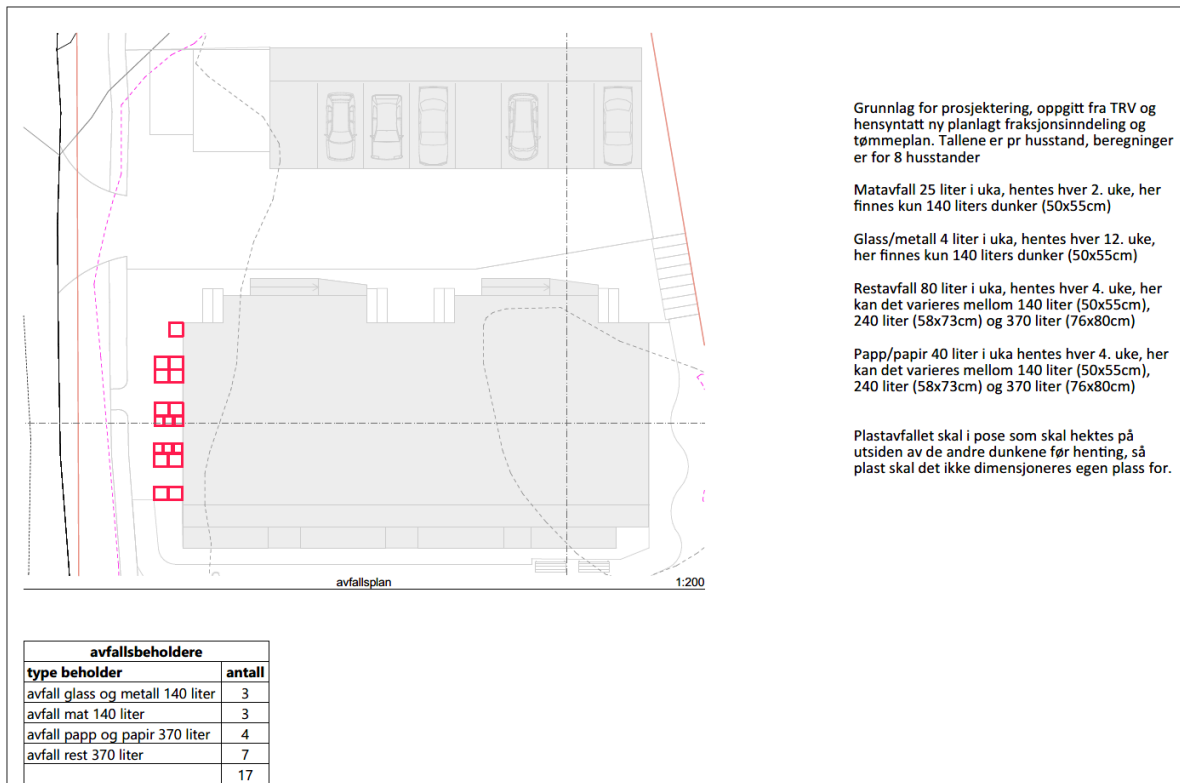 Grunnlag for prosjektering, oppgitt fra TRV og
hensyntatt ny planlagt fraksjonsinndeling og
tømmeplan. Tallene er pr husstand, beregninger
er for 8 husstander
Matavfall 25 liter i uka, hentes hver 2. uke, her
finnes kun 140 liters dunker (50x55cm)
Glass/metall 4 liter i uka, hentes hver 12. uke,
her finnes kun 140 liters dunker (50x55cm)
Restavfall 80 liter i uka, hentes hver 4. uke, her
kan det varieres mellom 140 liter (50x55cm),
240 liter (58x73cm) og 370 liter (76x80cm)
Papp/papir 40 liter i uka hentes hver 4. uke, her
kan det varieres mellom 140 liter (50x55cm),
240 liter (58x73cm) og 370 liter (76x80cm)
Plastavfallet skal i pose som skal hektes på
utsiden av de andre dunkene før henting, så
plast skal det ikke dimensjoneres egen plass for.
avfallsplan 1:200
avfallsbeholdere
type beholder antall
avfall glass og metall 140 liter 3
avfall mat 140 liter 3
avfall papp og papir 370 liter 4
avfall rest 370 liter 7
17